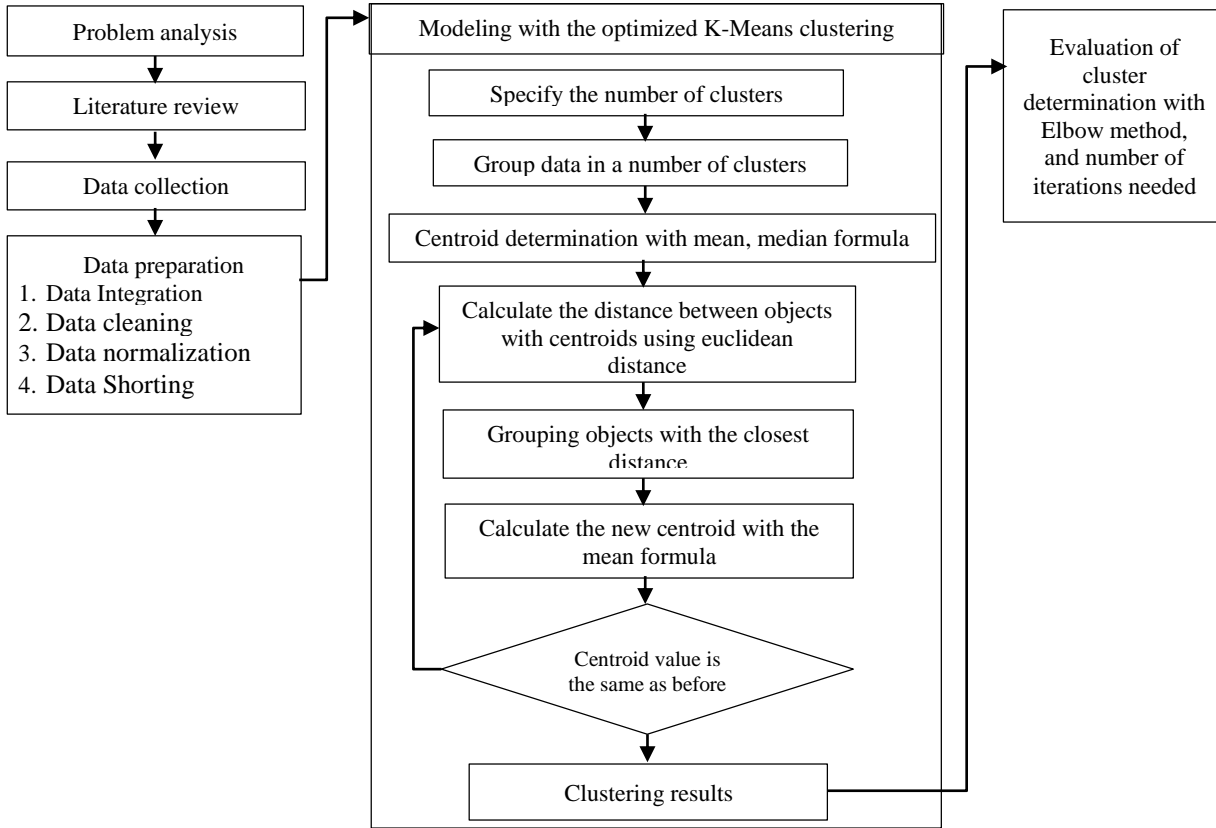 Problem analysis
Literature review
Data collection
Data preparation
1. Data Integration
2. Data cleaning
3. Data normalization
4. Data Shorting
Modeling with the optimized K-Means clustering
Specify the number of clusters
Group data in a number of clusters
Centroid determination with mean, median formula
Calculate the distance between objects
with centroids using euclidean
distance
Grouping objects with the closest
distance
Calculate the new centroid with the
mean formula
Centroid value is
the same as before
Clustering results
Evaluation of
cluster
determination with
Elbow method,
and number of
iterations needed